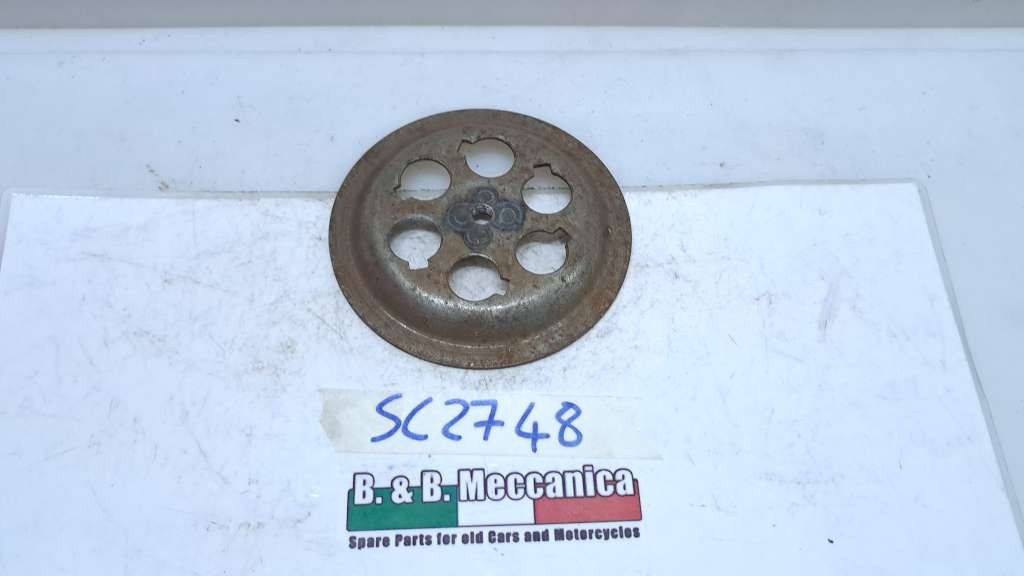 SC2748
B. & B. Meccanica
Spare Parts for old Cars and Motorcycles